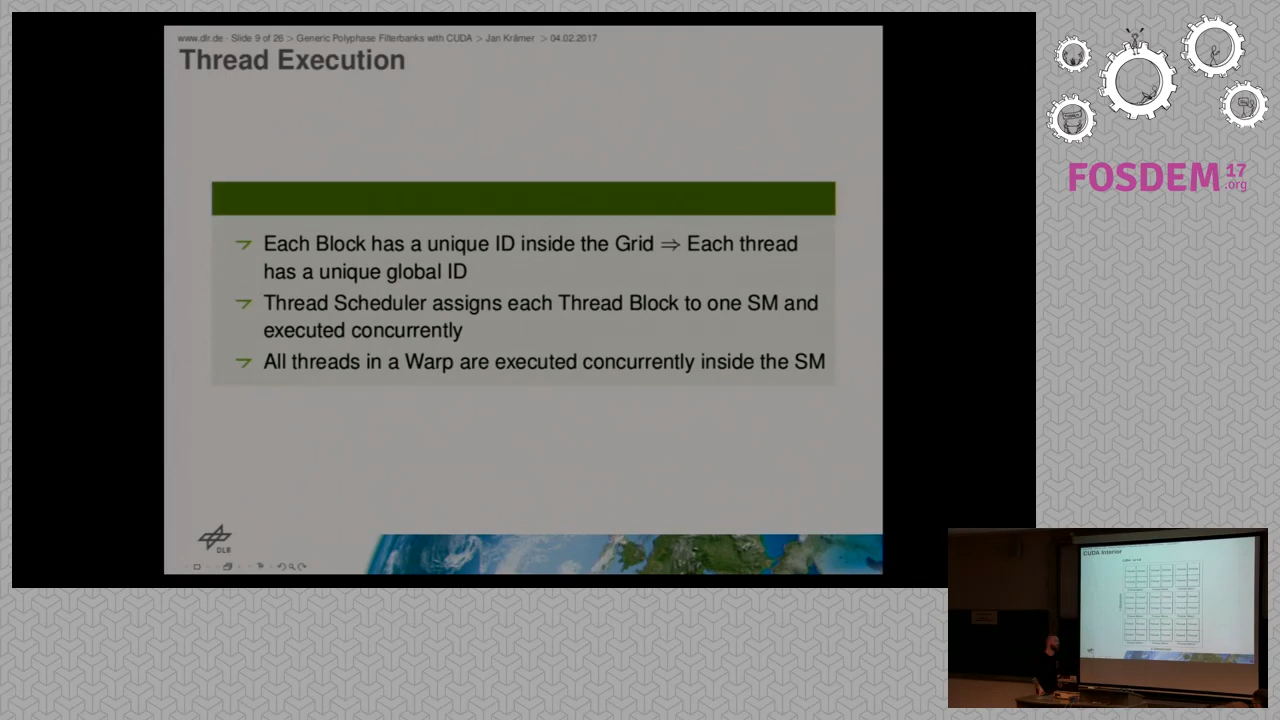 www.dlr.de · Slide 9 of 26 > Generic Polyphase Filterbanks with CUDA > Jan Krämer > 04.02.2017
Thread Execution
Each Block has a unique ID inside the Grid ⇒ Each thread
has a unique global ID
Thread Scheduler assigns each Thread Block to one SM and
executed concurrently
All threads in a Warp are executed concurrently inside the SM
DLR
FOSDEM 17
.org
CUDA Interior